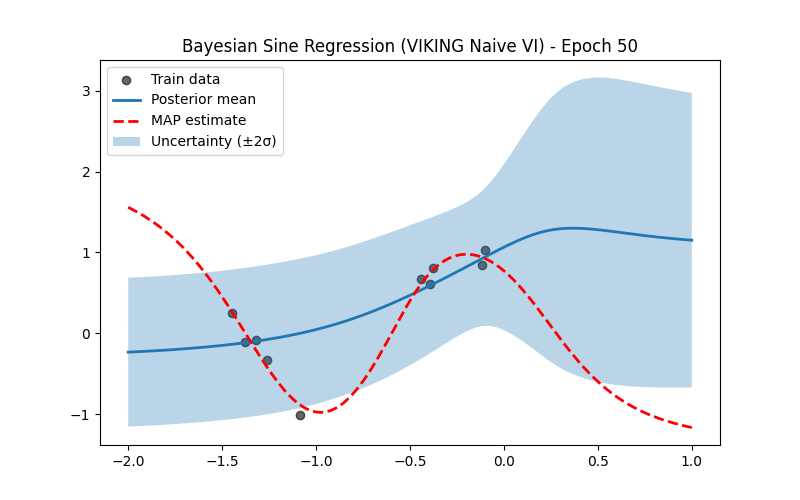 Bayesian Sine Regression (VIKING Naive VI) - Epoch 50
Train data
Posterior mean
MAP estimate
Uncertainty (±2σ)
3
2
1
0
−1
−2.0 −1.5 −1.0 −0.5 0.0 0.5 1.0